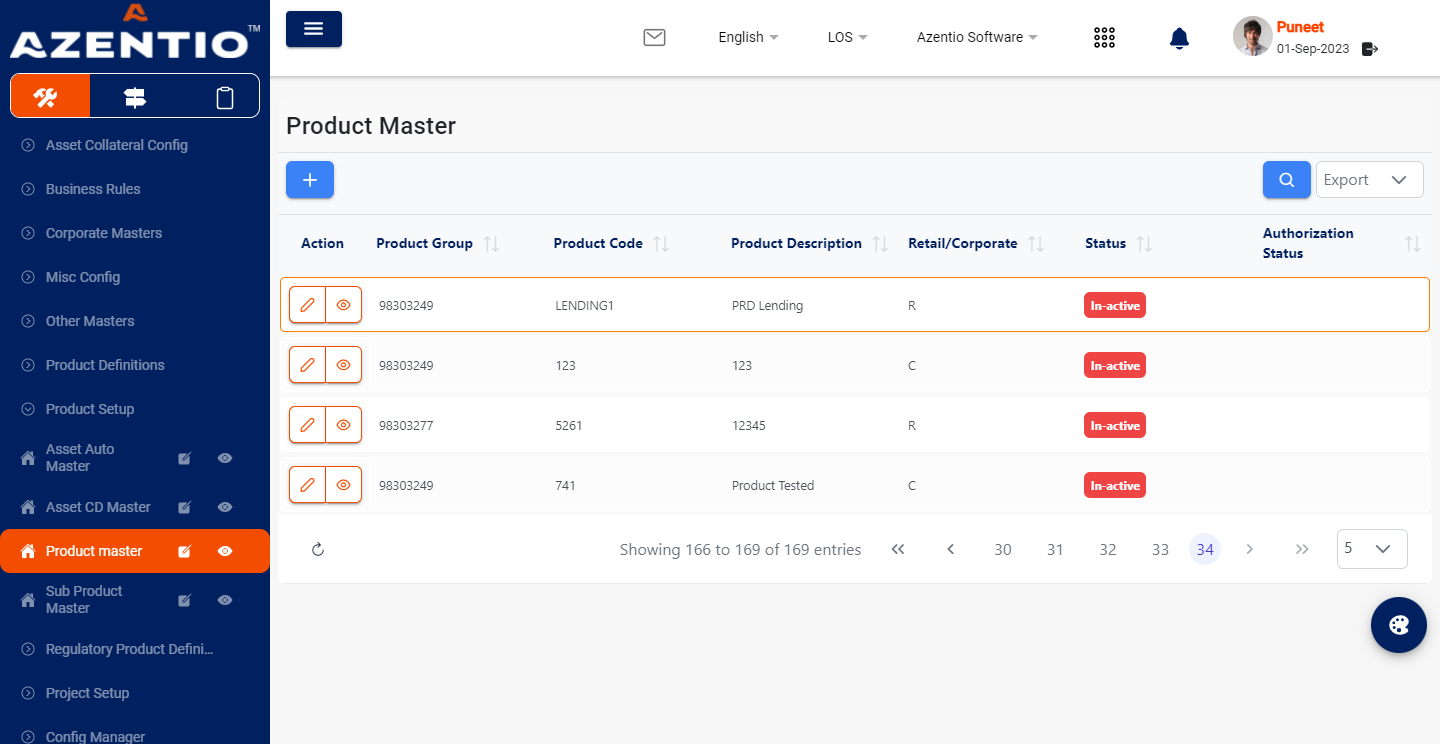 AZENTIO™
English
LOS
Azentio Software
Puneet
01-Sep-2023
Asset Collateral Config
Business Rules
Corporate Masters
Misc Config
Other Masters
Product Definitions
Product Setup
Asset Auto
Master
Asset CD Master
Product master
Sub Product
Master
Regulatory Product Defini...
Project Setup
Config Manager
Product Master
Export
Action Product Group Product Code Product Description Retail/Corporate Status Authorization
Status
98303249 LENDING1 PRD Lending R In-active
98303249 123 123 C In-active
98303277 5261 12345 R In-active
98303249 741 Product Tested C In-active
Showing 166 to 169 of 169 entries 30 31 32 33 34 5